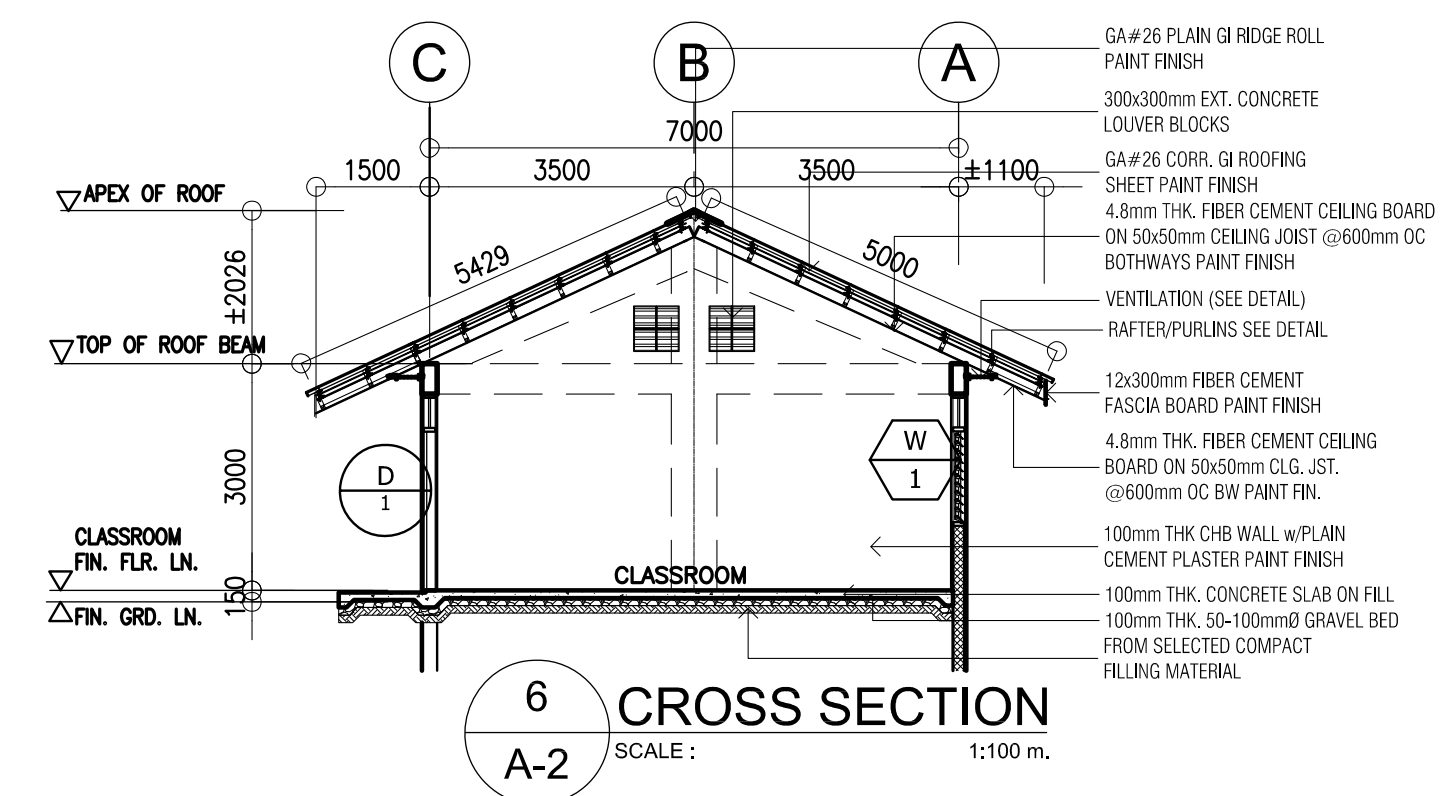 C
B
A
7000
1500
3500
3500
±1100
APEX OF ROOF
±2026
5429
5000
TOP OF ROOF BEAM
3000
D
1
W
1
CLASSROOM
FIN. FLR. LN.
150
FIN. GRD. LN.
CLASSROOM
GA#26 PLAIN GI RIDGE ROLL
PAINT FINISH
300x300mm EXT. CONCRETE
LOUVER BLOCKS
GA#26 CORR. GI ROOFING
SHEET PAINT FINISH
4.8mm THK. FIBER CEMENT CEILING BOARD
ON 50x50mm CEILING JOIST @600mm OC
BOTHWAYS PAINT FINISH
VENTILATION (SEE DETAIL)
RAFTER/PURLINS SEE DETAIL
12x300mm FIBER CEMENT
FASCIA BOARD PAINT FINISH
4.8mm THK. FIBER CEMENT CEILING
BOARD ON 50x50mm CLG. JST.
@600mm OC BW PAINT FIN.
100mm THK CHB WALL w/PLAIN
CEMENT PLASTER PAINT FINISH
100mm THK. CONCRETE SLAB ON FILL
100mm THK. 50-100mmØ GRAVEL BED
FROM SELECTED COMPACT
FILLING MATERIAL
6
A-2
CROSS SECTION
SCALE : 1:100 m.